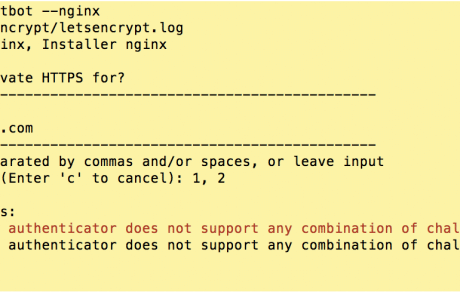 tbot --nginx
ncrypt/letsencrypt.log
inx, Installer nginx
vate HTTPS for?
-----------------------------------------------
.com
-----------------------------------------------
arated by commas and/or spaces, or leave input
(Enter 'c' to cancel): 1, 2
s:
authenticator does not support any combination of chal
authenticator does not support any combination of chal